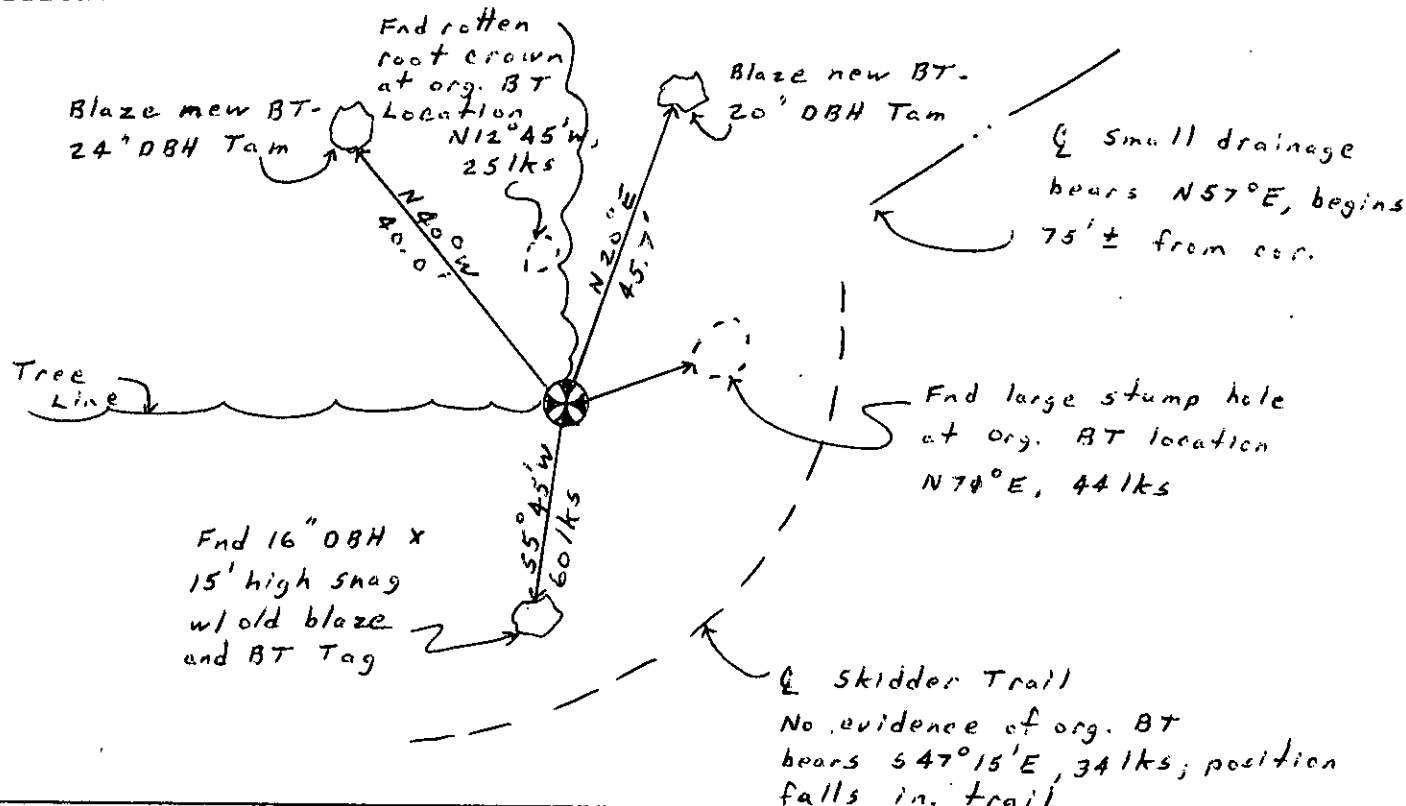 Fnd rotten
root crown
at org. BT
Location
N12°45'W,
25 lks
Blaze mew BT-
24" DBH Tam
Blaze new BT-
20" DBH Tam
℄ Small drainage
bears N57°E, begins
75'± from cor.
N40°W
40.0'
N20°E
45.7'
Tree
Line
Fnd large stump hole
at org. BT location
N74°E, 44 lks
S5°45'W
60 lks
Fnd 16" DBH x
15' high snag
w/ old blaze
and BT Tag
℄ Skidder Trail
No evidence of org. BT
bears S47°15'E, 34 lks; position
falls in trail